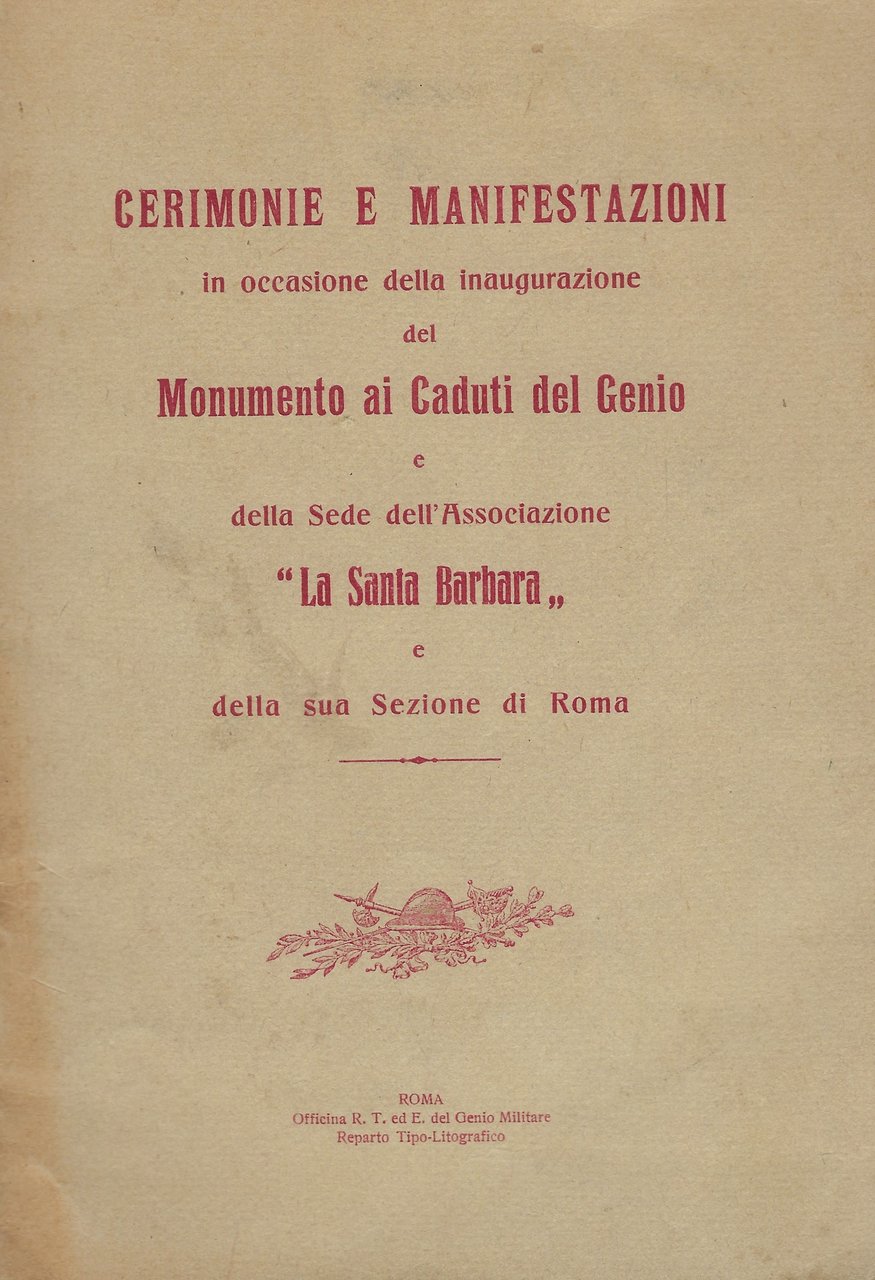 CERIMONIE E MANIFESTAZIONI
in occasione della inaugurazione
del
Monumento ai Caduti del Genio
e
della Sede dell'Associazione
“La Santa Barbara„
e
della sua Sezione di Roma
ROMA
Officina R. T. ed E. del Genio Militare
Reparto Tipo-Litografico